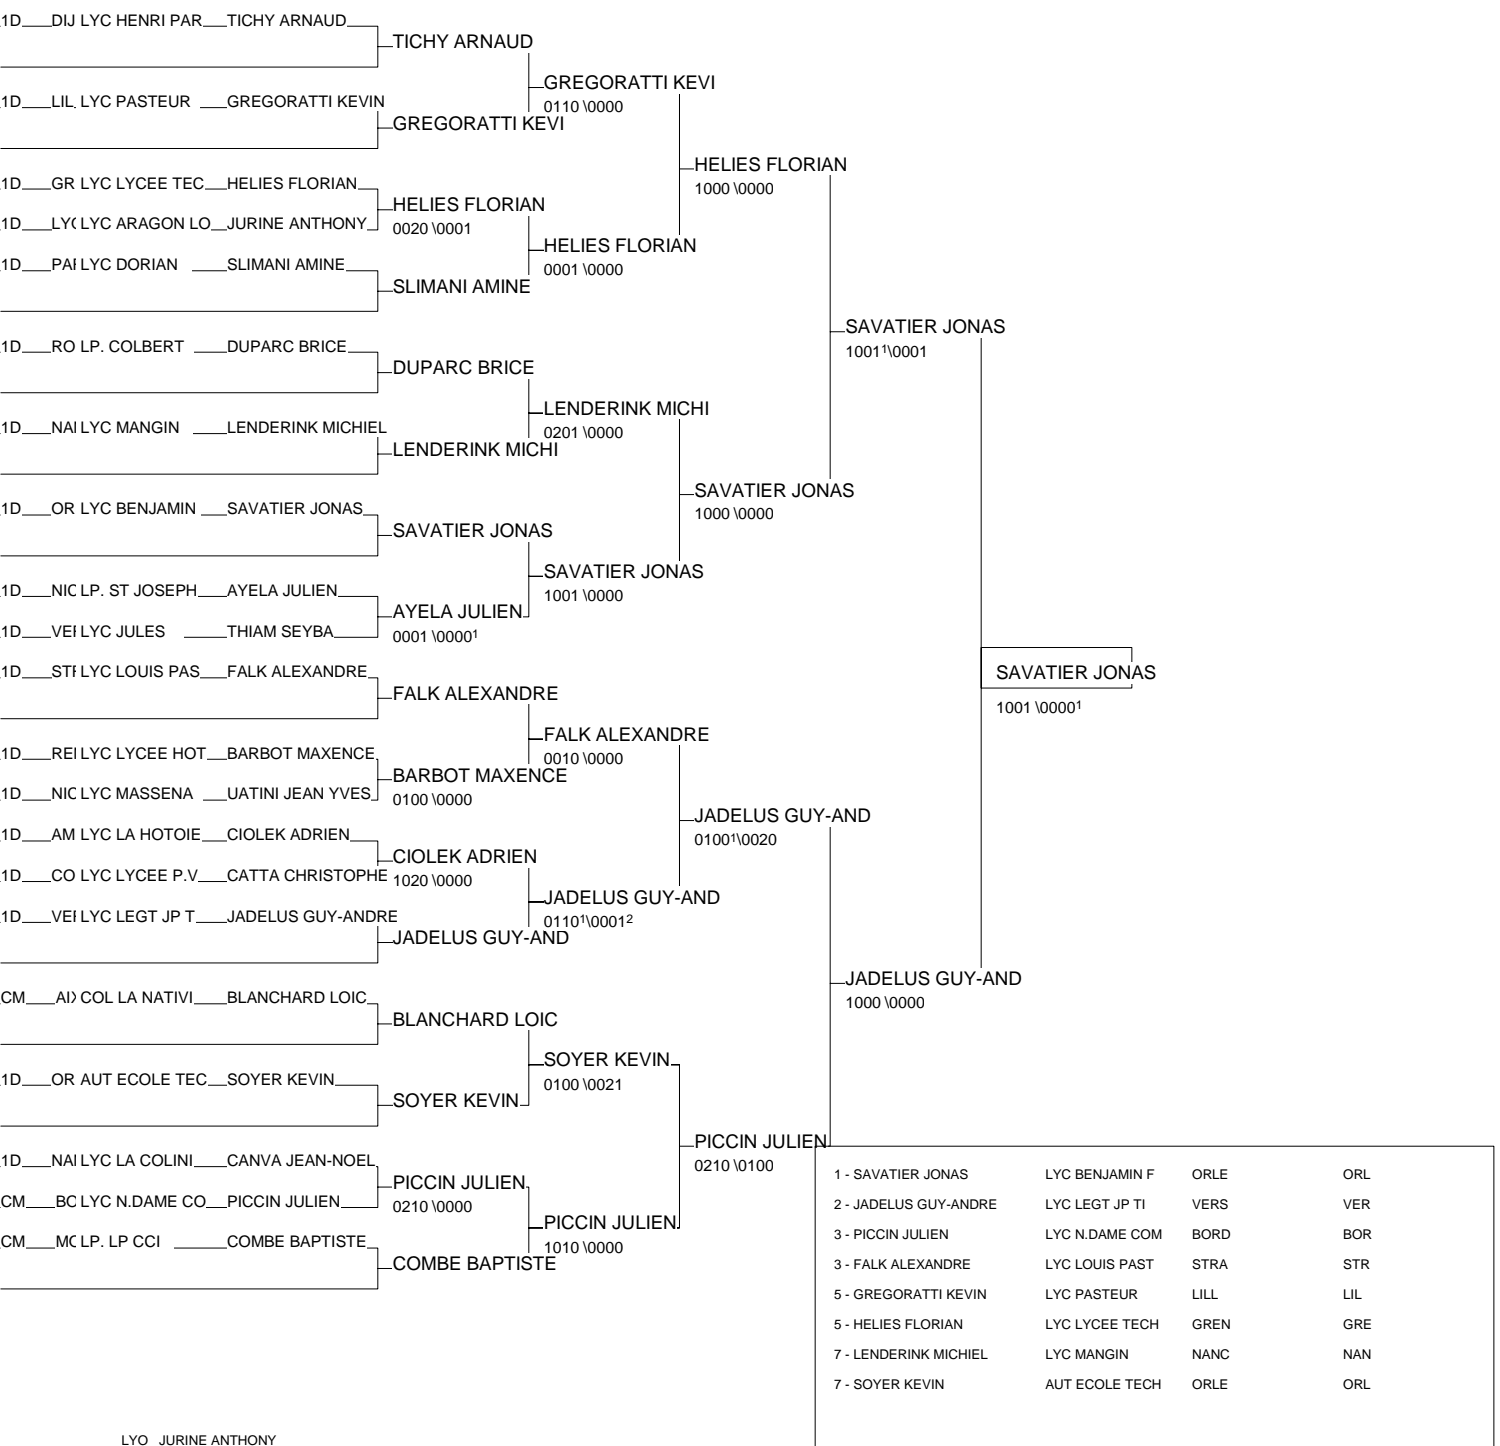 1D DIJ LYC HENRI PAR TICHY ARNAUD
TICHY ARNAUD
GREGORATTI KEVI
0110 \0000
1D LIL LYC PASTEUR GREGORATTI KEVIN
GREGORATTI KEVI
HELIES FLORIAN
1000 \0000
1D GR LYC LYCEE TEC HELIES FLORIAN
HELIES FLORIAN
0020 \0001
1D LYC LYC ARAGON LO JURINE ANTHONY
HELIES FLORIAN
0001 \0000
1D PAI LYC DORIAN SLIMANI AMINE
SLIMANI AMINE
SAVATIER JONAS
1001¹\0001
1D RO LP. COLBERT DUPARC BRICE
DUPARC BRICE
LENDERINK MICHI
0201 \0000
1D NAI LYC MANGIN LENDERINK MICHIEL
LENDERINK MICHI
SAVATIER JONAS
1000 \0000
1D OR LYC BENJAMIN SAVATIER JONAS
SAVATIER JONAS
SAVATIER JONAS
1001 \0000
1D NIC LP. ST JOSEPH AYELA JULIEN
AYELA JULIEN
0001 \0000¹
1D VEI LYC JULES THIAM SEYBA
SAVATIER JONAS
1001 \0000¹
1D STI LYC LOUIS PAS FALK ALEXANDRE
FALK ALEXANDRE
FALK ALEXANDRE
0010 \0000
1D REI LYC LYCEE HOT BARBOT MAXENCE
BARBOT MAXENCE
0100 \0000
1D NIC LYC MASSENA UATINI JEAN YVES
JADELUS GUY-AND
0100¹\0020
1D AM LYC LA HOTOIE CIOLEK ADRIEN
CIOLEK ADRIEN
1020 \0000
1D CO LYC LYCEE P.V CATTA CHRISTOPHE
JADELUS GUY-AND
0110¹\0001²
1D VEI LYC LEGT JP T JADELUS GUY-ANDRE
JADELUS GUY-AND
JADELUS GUY-AND
1000 \0000
CM AIX COL LA NATIVI BLANCHARD LOIC
BLANCHARD LOIC
SOYER KEVIN
0100 \0021
1D OR AUT ECOLE TEC SOYER KEVIN
SOYER KEVIN
PICCIN JULIEN
0210 \0100
1D NAI LYC LA COLINI CANVA JEAN-NOEL
PICCIN JULIEN
0210 \0000
CM BC LYC N.DAME CO PICCIN JULIEN
PICCIN JULIEN
1010 \0000
CM MC LP. LP CCI COMBE BAPTISTE
COMBE BAPTISTE
1 - SAVATIER JONAS LYC BENJAMIN F ORLE ORL
2 - JADELUS GUY-ANDRE LYC LEGT JP TI VERS VER
3 - PICCIN JULIEN LYC N.DAME COM BORD BOR
3 - FALK ALEXANDRE LYC LOUIS PAST STRA STR
5 - GREGORATTI KEVIN LYC PASTEUR LILL LIL
5 - HELIES FLORIAN LYC LYCEE TECH GREN GRE
7 - LENDERINK MICHIEL LYC MANGIN NANC NAN
7 - SOYER KEVIN AUT ECOLE TECH ORLE ORL
LYO JURINE ANTHONY